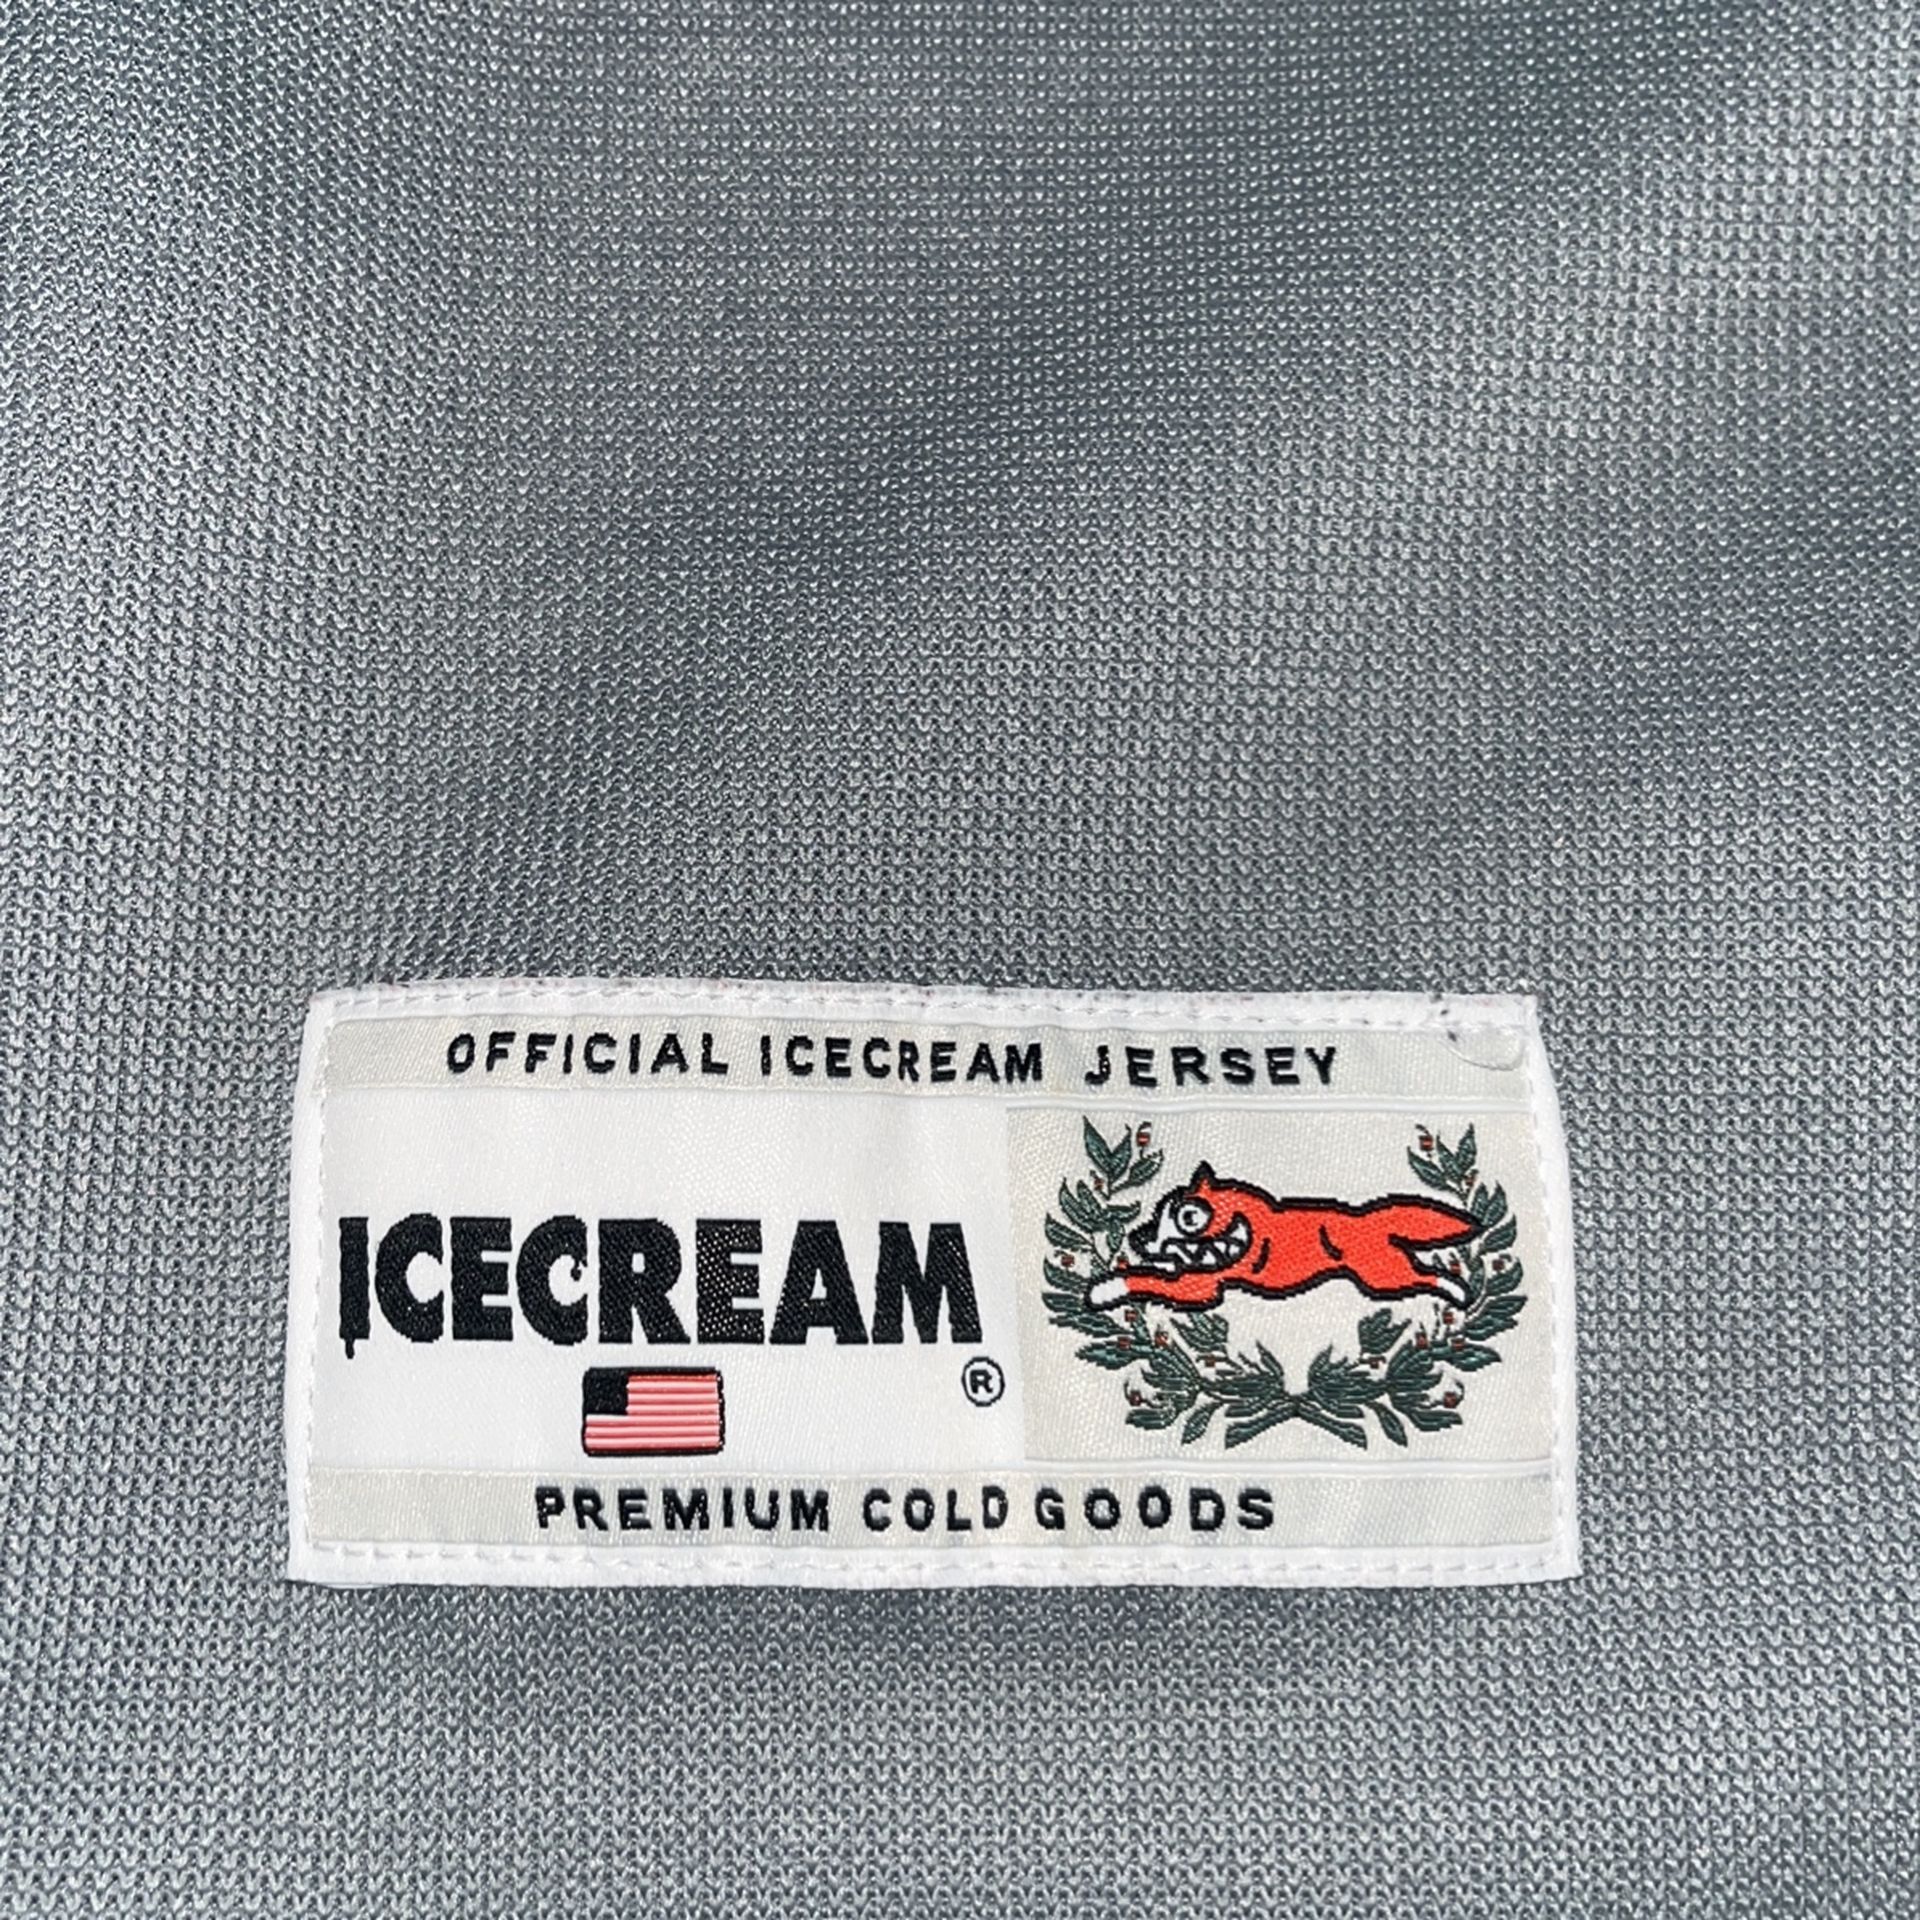 OFFICIAL ICECREAM JERSEY
ICECREAM
®
PREMIUM COLD GOODS